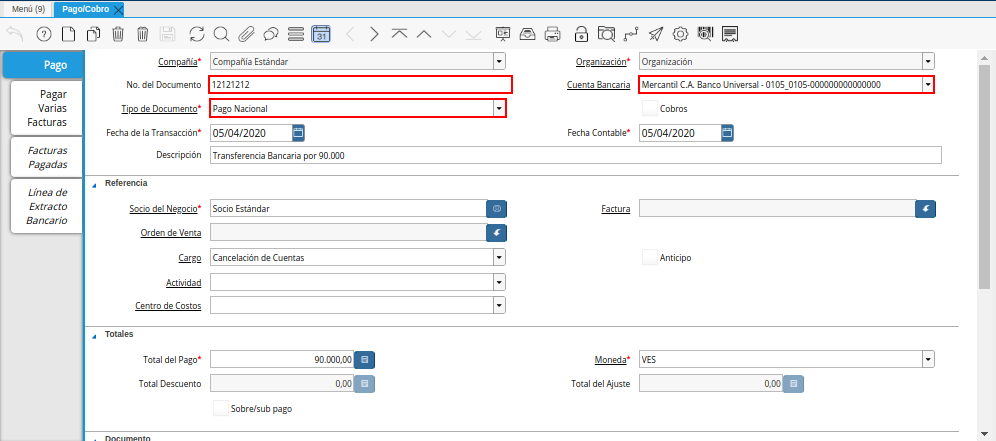 Menú (9) Pago/Cobro
31
Pago
Pagar Varias Facturas
Facturas Pagadas
Línea de Extracto Bancario
Compañía* Compañía Estándar Organización* Organización
No. del Documento 12121212 Cuenta Bancaria Mercantil C.A. Banco Universal - 0105_0105-000000000000000
Tipo de Documento* Pago Nacional Cobros
Fecha de la Transacción* 05/04/2020 Fecha Contable* 05/04/2020
Descripción Transferencia Bancaria por 90.000
Referencia
Socio del Negocio* Socio Estándar Factura
Orden de Venta
Cargo Cancelación de Cuentas Anticipo
Actividad
Centro de Costos
Totales
Total del Pago* 90.000,00 Moneda* VES
Total Descuento 0,00 Total del Ajuste 0,00
Sobre/sub pago
Documento